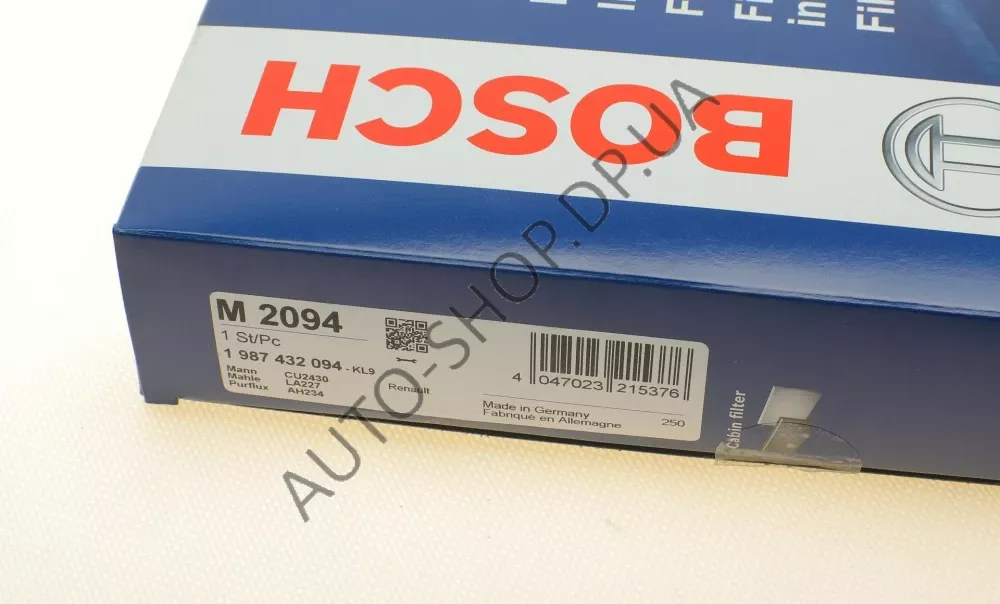 BOSCH
M 2094
1 St/Pc
1 987 432 094 - KL9
Mann CU2430
Mahle LA227 Renault
Purflux AH234
4 047023 215376
Made in Germany
Fabriqué en Allemagne 250
Cabin filter
AUTO-SHOP.DP.UA